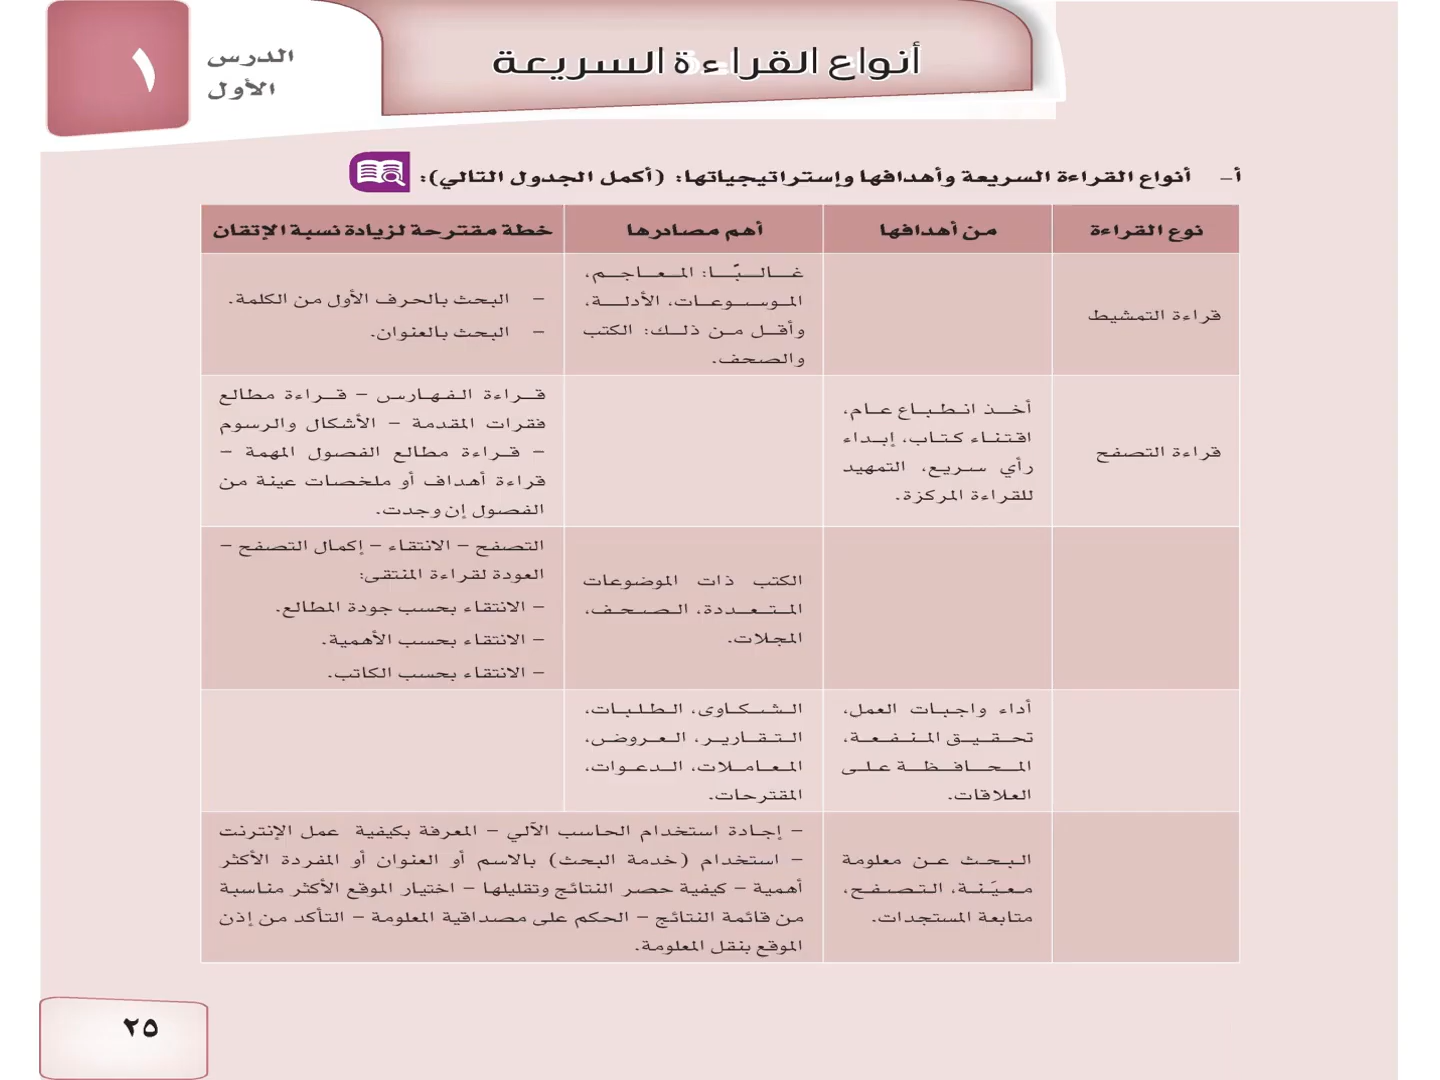 الدرس
الأول
١
أنواع القراءة السريعة
أ– أنواع القراءة السريعة وأهدافها وإستراتيجياتها: (أكمل الجدول التالي):
نوع القراءة
من أهدافها
أهم مصادرها
خطة مقترحة لزيادة نسبة الإتقان
قراءة التمشيط
غالبًا: المعاجم،
الموسوعات، الأدلة،
وأقل من ذلك: الكتب
والصحف.
– البحث بالحرف الأول من الكلمة.
– البحث بالعنوان.
قراءة التصفح
أخذ انطباع عام،
اقتناء كتاب، إبداء
رأي سريع، التمهيد
للقراءة المركزة.
قراءة الفهارس – قراءة مطالع
فقرات المقدمة – الأشكال والرسوم
– قراءة مطالع الفصول المهمة –
قراءة أهداف أو ملخصات عينة من
الفصول إن وجدت.
الكتب ذات الموضوعات
المتعددة، الصحف،
المجلات.
التصفح – الانتقاء – إكمال التصفح –
العودة لقراءة المنتقى:
– الانتقاء بحسب جودة المطالع.
– الانتقاء بحسب الأهمية.
– الانتقاء بحسب الكاتب.
أداء واجبات العمل،
تحقيق المنفعة،
المحافظة على
العلاقات.
الشكاوى، الطلبات،
التقارير، العروض،
المعاملات، الدعوات،
المقترحات.
البحث عن معلومة
معيَنة، التصفح،
متابعة المستجدات.
– إجادة استخدام الحاسب الآلي – المعرفة بكيفية عمل الإنترنت
– استخدام (خدمة البحث) بالاسم أو العنوان أو المفردة الأكثر
أهمية – كيفية حصر النتائج وتقليلها – اختيار الموقع الأكثر مناسبة
من قائمة النتائج – الحكم على مصداقية المعلومة – التأكد من إذن
الموقع بنقل المعلومة.
٢٥